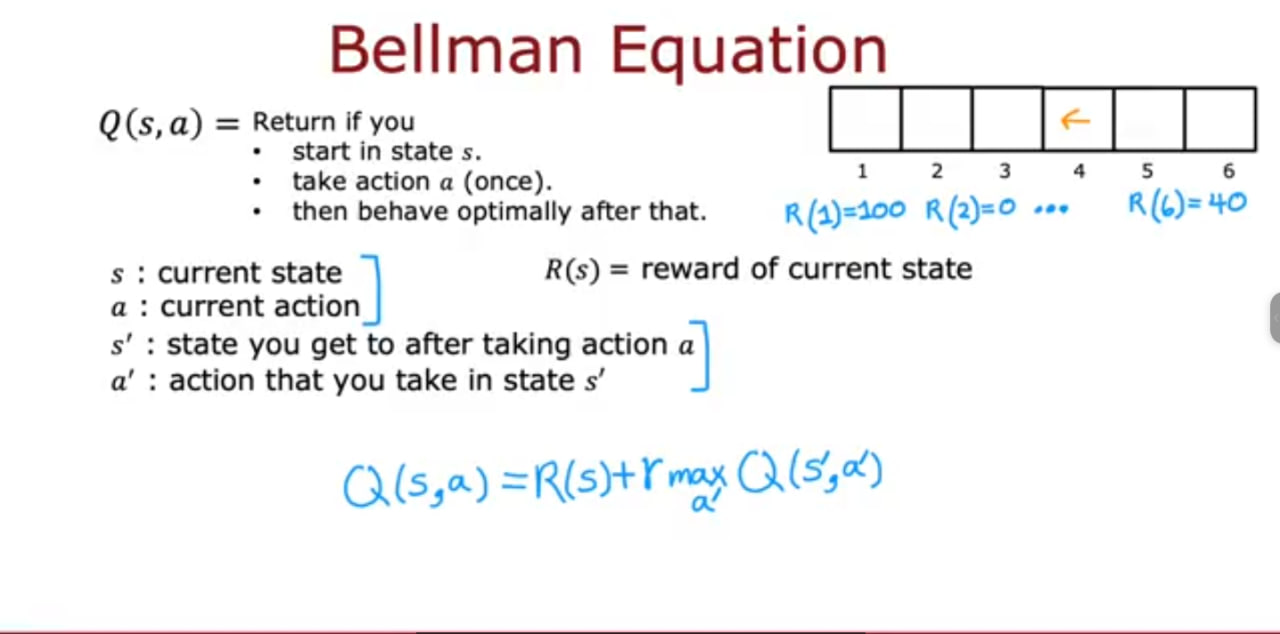 Bellman Equation
Q(s, a) = Return if you
• start in state s.
• take action a (once).
• then behave optimally after that.
←
1 2 3 4 5 6
R(1)=100 R(2)=0 ... R(6)=40
s : current state
a : current action
R(s) = reward of current state
s' : state you get to after taking action a
a' : action that you take in state s'
Q(s,a) = R(s)+r max Q(s',a')
a'